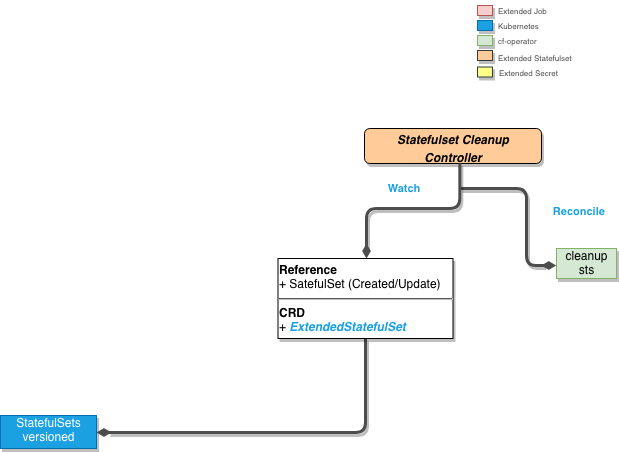 Extended Job
Kubernetes
cf-operator
Extended Statefulset
Extended Secret
Statefulset Cleanup
Controller
Watch
Reconcile
cleanup
sts
Reference
+ SatefulSet (Created/Update)
CRD
+ ExtendedStatefulSet
StatefulSets
versioned